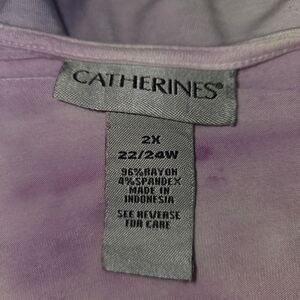 CATHERINES®
2X
22/24W
96%RAYON
4%SPANDEX
MADE IN
INDONESIA
SEE REVERSE
FOR CARE